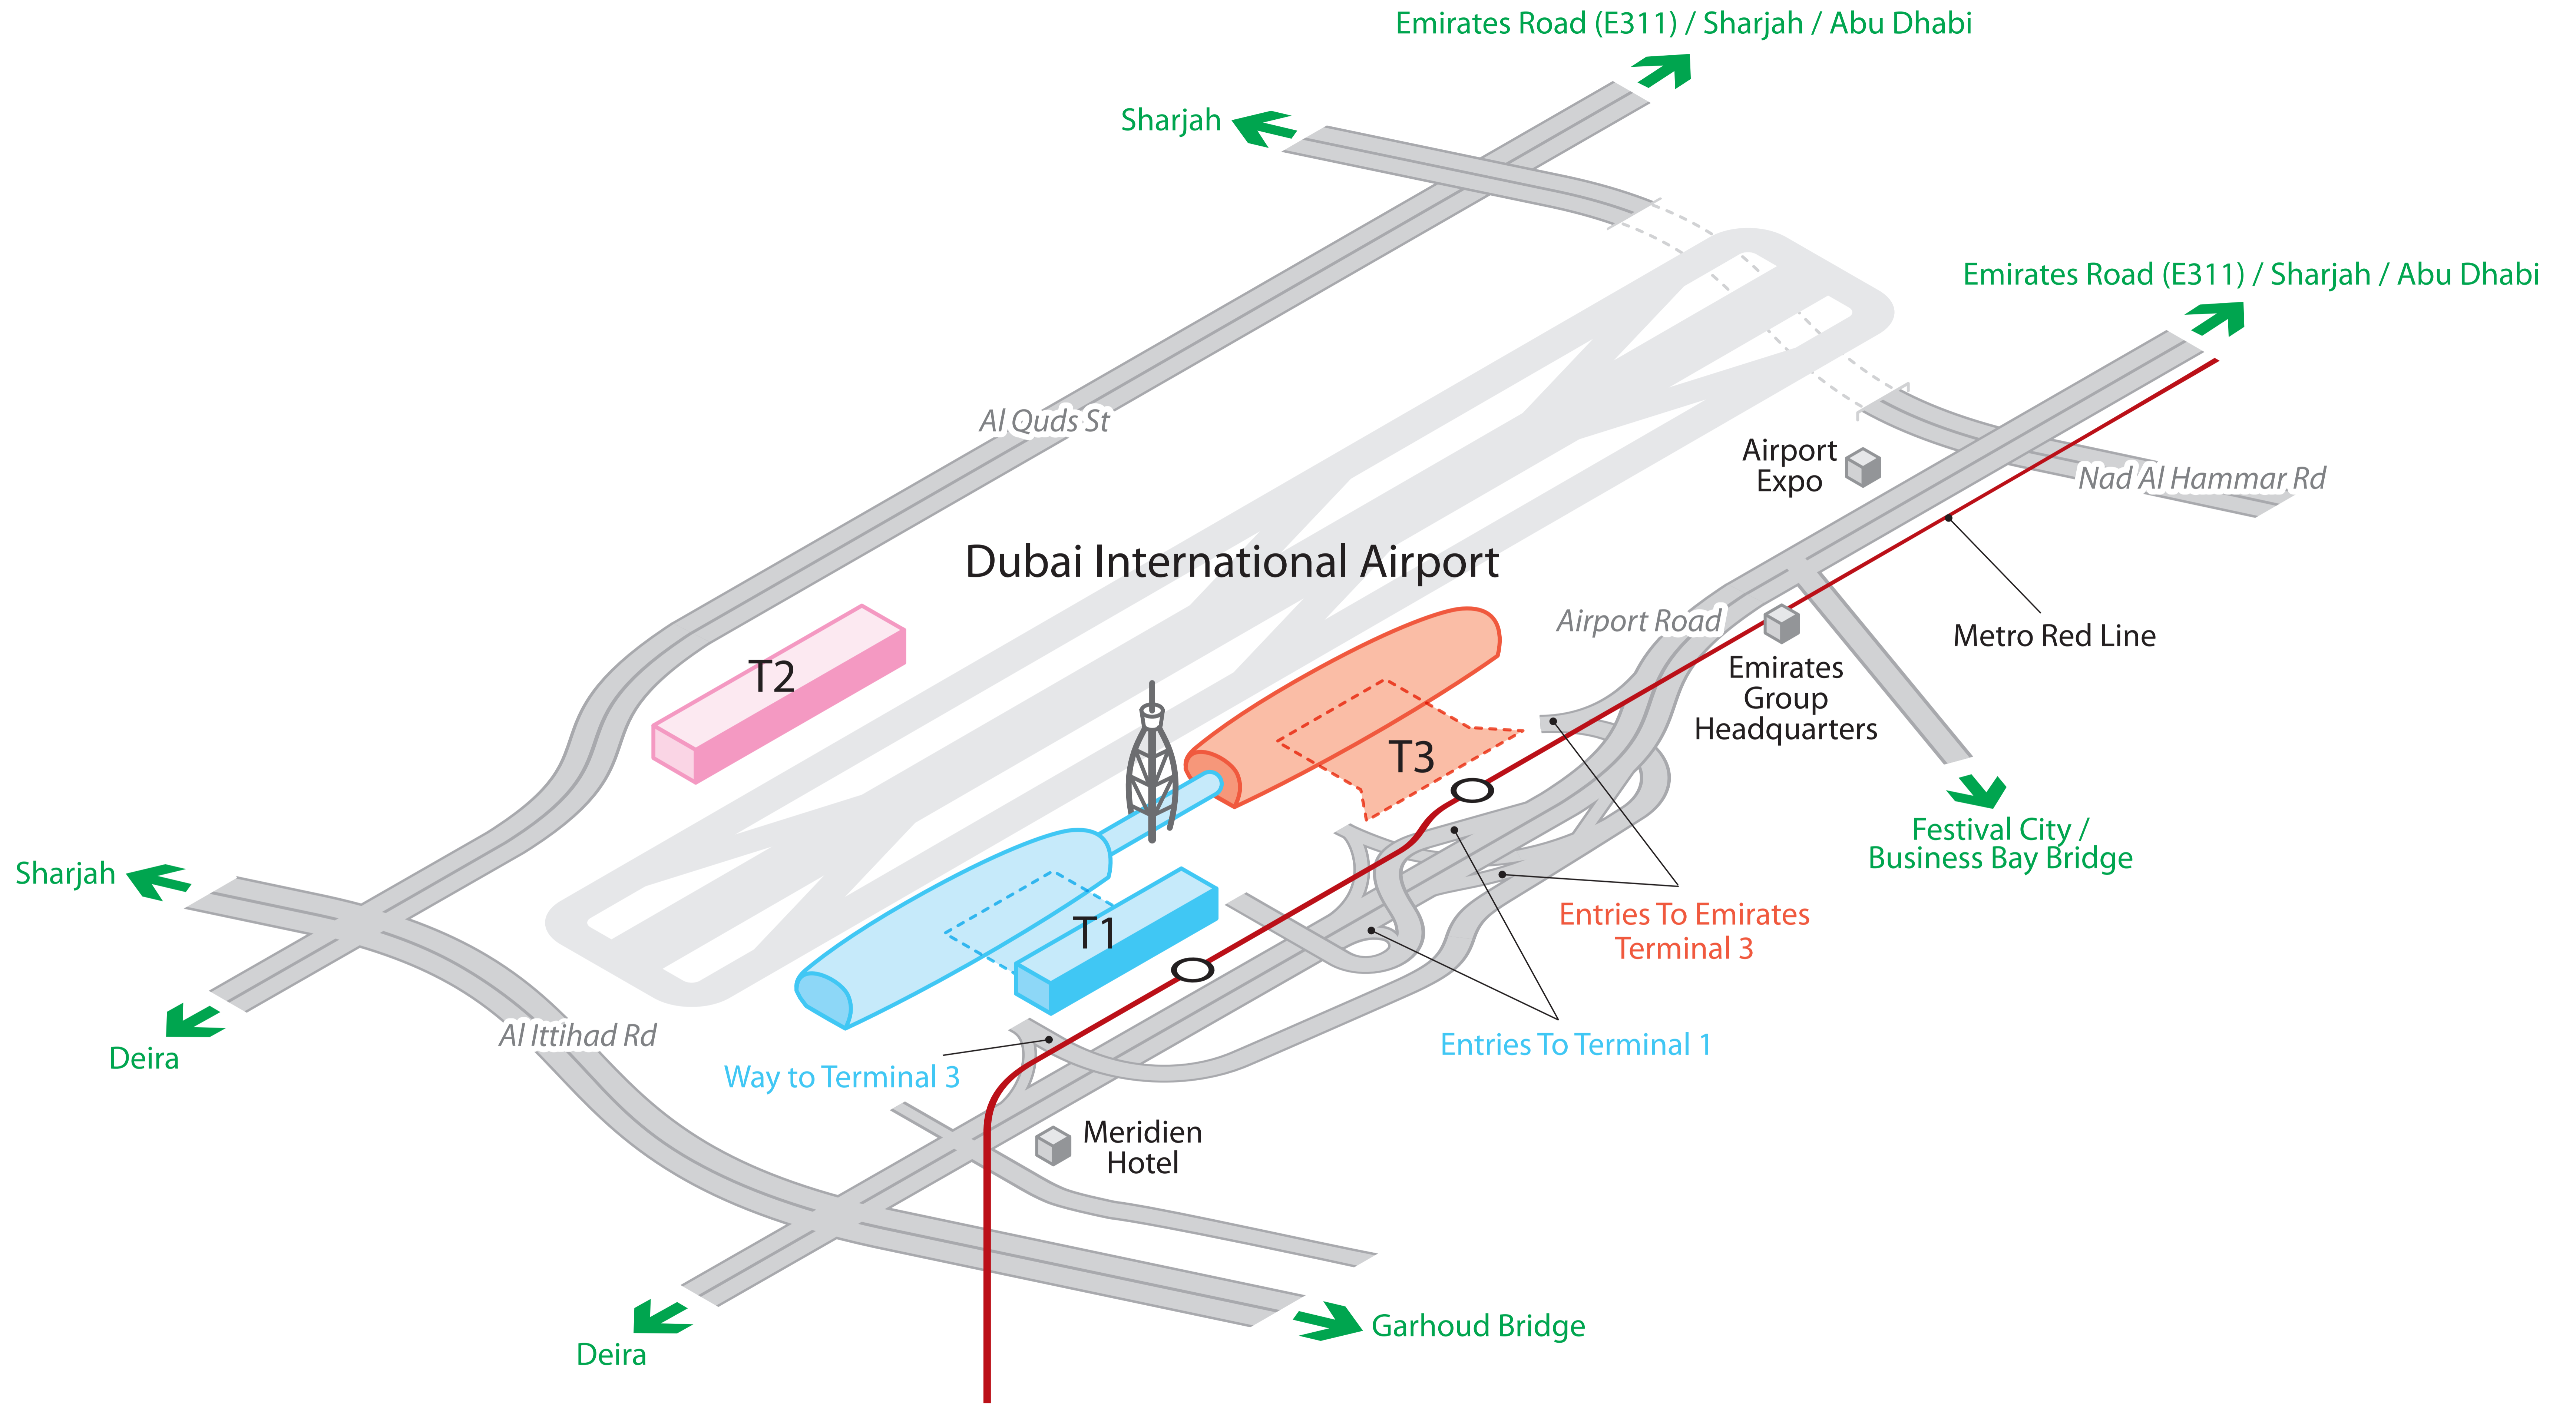 Emirates Road (E311) / Sharjah / Abu Dhabi
Sharjah
Emirates Road (E311) / Sharjah / Abu Dhabi
Al Quds St
Airport
Expo
Nad Al Hammar Rd
Dubai International Airport
Airport Road
Metro Red Line
T2
Emirates
Group
Headquarters
T3
Festival City /
Business Bay Bridge
Sharjah
T1
Entries To Emirates
Terminal 3
Al Ittihad Rd
Entries To Terminal 1
Deira
Way to Terminal 3
Meridien
Hotel
Garhoud Bridge
Deira